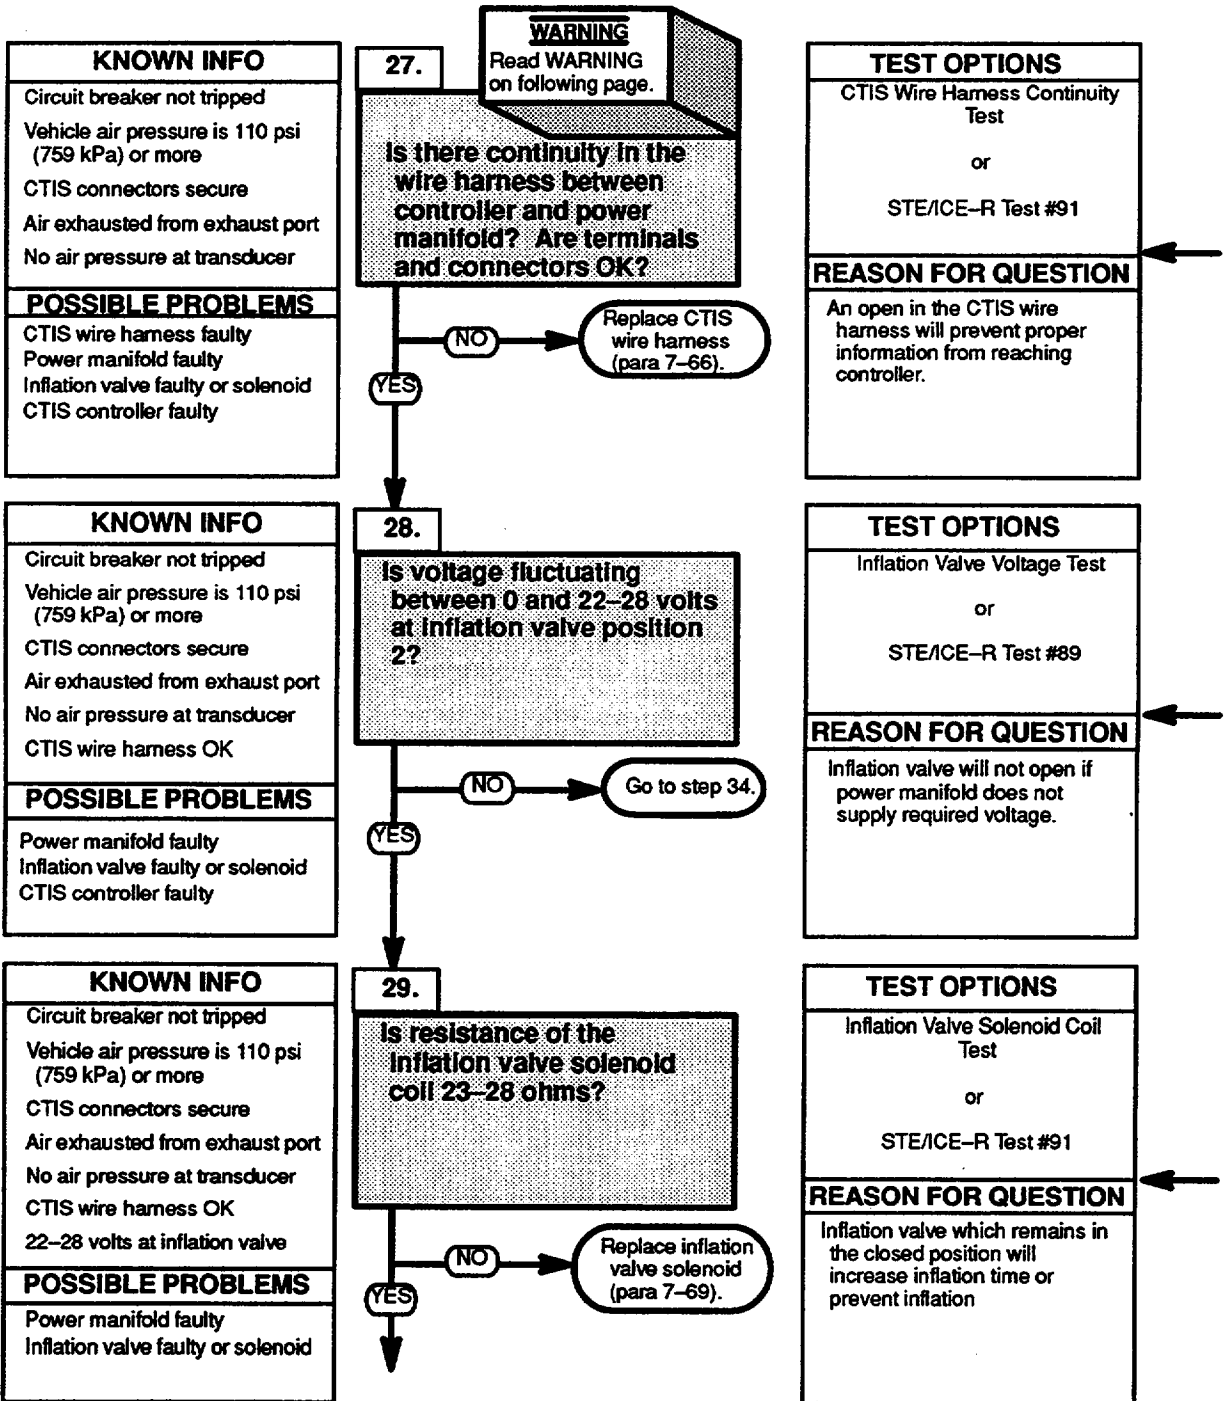 KNOWN INFO
Circuit breaker not tripped
Vehicle air pressure is 110 psi
(759 kPa) or more
CTIS connectors secure
Air exhausted from exhaust port
No air pressure at transducer
POSSIBLE PROBLEMS
CTIS wire harness faulty
Power manifold faulty
Inflation valve faulty or solenoid
CTIS controller faulty
27.
WARNING
Read WARNING
on following page.
Is there continuity in the
wire harness between
controller and power
manifold? Are terminals
and connectors OK?
NO
Replace CTIS
wire harness
(para 7–66).
YES
TEST OPTIONS
CTIS Wire Harness Continuity
Test
or
STE/ICE–R Test #91
REASON FOR QUESTION
An open in the CTIS wire
harness will prevent proper
information from reaching
controller.
KNOWN INFO
Circuit breaker not tripped
Vehicle air pressure is 110 psi
(759 kPa) or more
CTIS connectors secure
Air exhausted from exhaust port
No air pressure at transducer
CTIS wire harness OK
POSSIBLE PROBLEMS
Power manifold faulty
Inflation valve faulty or solenoid
CTIS controller faulty
28.
Is voltage fluctuating
between 0 and 22–28 volts
at inflation valve position
2?
NO
Go to step 34.
YES
TEST OPTIONS
Inflation Valve Voltage Test
or
STE/ICE–R Test #89
REASON FOR QUESTION
Inflation valve will not open if
power manifold does not
supply required voltage.
KNOWN INFO
Circuit breaker not tripped
Vehicle air pressure is 110 psi
(759 kPa) or more
CTIS connectors secure
Air exhausted from exhaust port
No air pressure at transducer
CTIS wire harness OK
22–28 volts at inflation valve
POSSIBLE PROBLEMS
Power manifold faulty
Inflation valve faulty or solenoid
29.
Is resistance of the
inflation valve solenoid
coil 23–28 ohms?
NO
Replace inflation
valve solenoid
(para 7–69).
YES
TEST OPTIONS
Inflation Valve Solenoid Coil
Test
or
STE/ICE–R Test #91
REASON FOR QUESTION
Inflation valve which remains in
the closed position will
increase inflation time or
prevent inflation